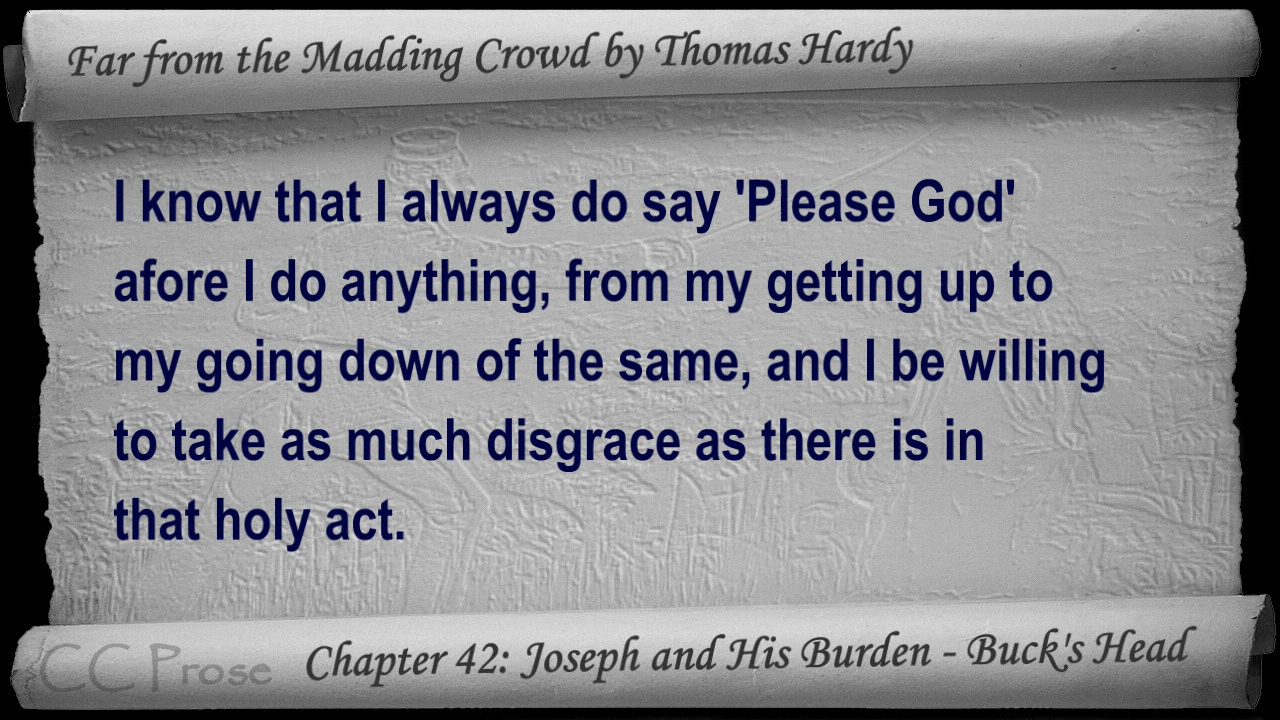 Far from the Madding Crowd by Thomas Hardy
I know that I always do say 'Please God'
afore I do anything, from my getting up to
my going down of the same, and I be willing
to take as much disgrace as there is in
that holy act.
CC Prose
Chapter 42: Joseph and His Burden - Buck's Head